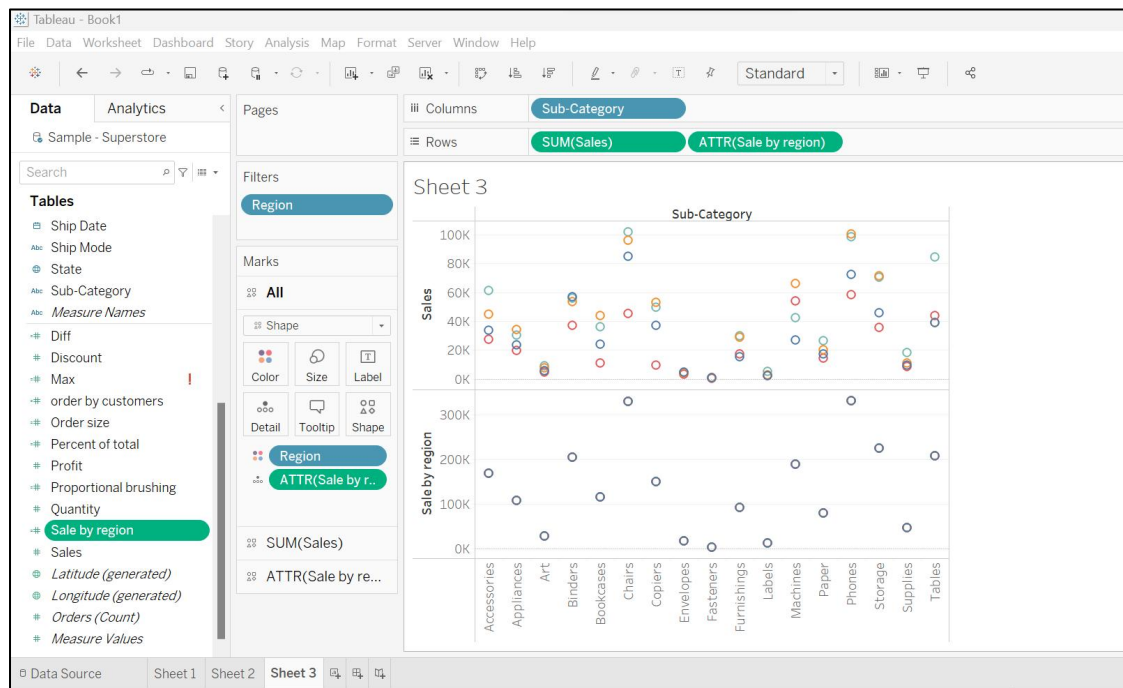 Tableau - Book1
File Data Worksheet Dashboard Story Analysis Map Format Server Window Help
Standard
Data Analytics
Sample - Superstore
Search
Tables
Ship Date
Abc Ship Mode
State
Abc Sub-Category
Abc Measure Names
Diff
Discount
Max
order by customers
Order size
Percent of total
Profit
Proportional brushing
Quantity
Sale by region
Sales
Latitude (generated)
Longitude (generated)
Orders (Count)
Measure Values
Pages
Filters
Region
Marks
All
Shape
Color Size Label
Detail Tooltip Shape
Region
ATTR(Sale by r..
SUM(Sales)
ATTR(Sale by re...
iii Columns Sub-Category
Rows SUM(Sales) ATTR(Sale by region)
Sheet 3
Sub-Category
Sales
100K
80K
60K
40K
20K
0K
Sale by region
300K
200K
100K
0K
Accessories
Appliances
Art
Binders
Bookcases
Chairs
Copiers
Envelopes
Fasteners
Furnishings
Labels
Machines
Paper
Phones
Storage
Supplies
Tables
Data Source Sheet 1 Sheet 2 Sheet 3